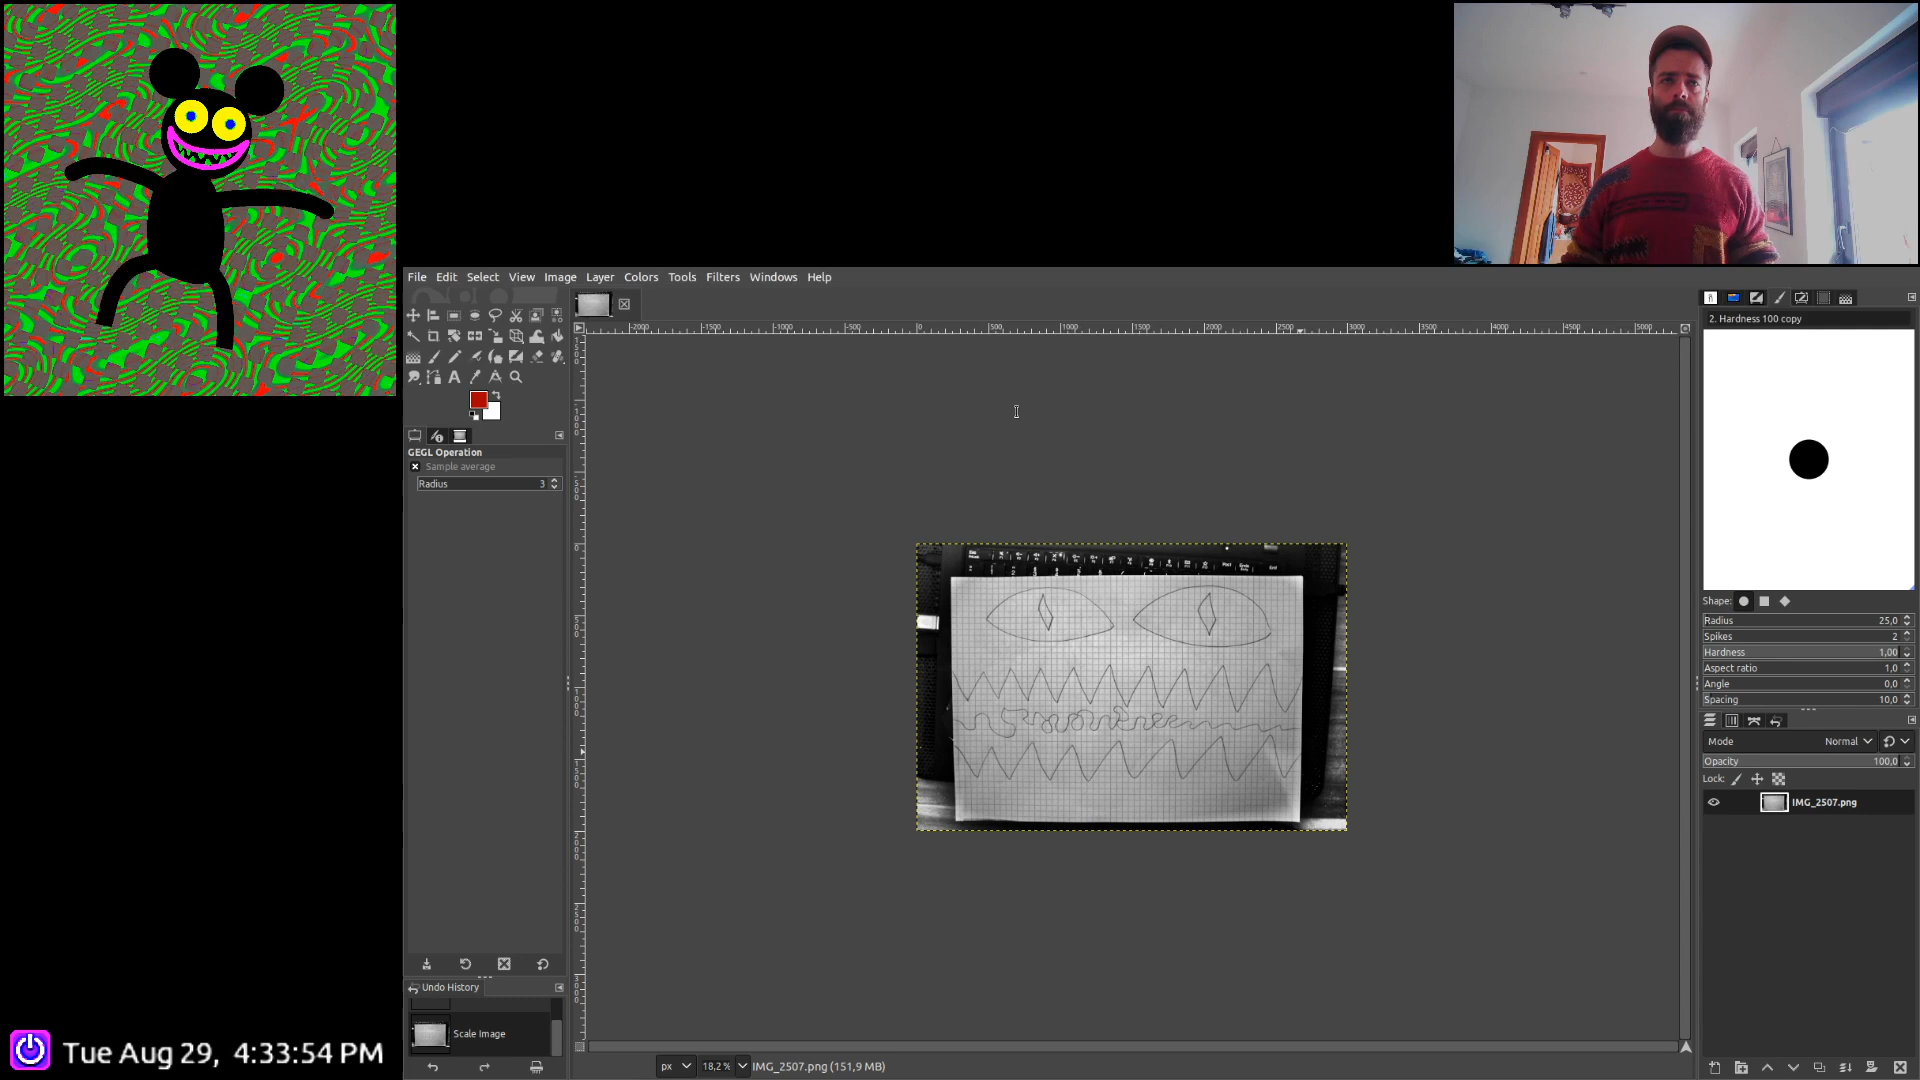 File Edit Select View Image Layer Colors Tools Filters Windows Help
2. Hardness 100 copy
GEGL Operation
Sample average
Radius 3
Shape:
Radius 25,0
Spikes 2
Hardness 1,00
Aspect ratio 1,0
Angle 0,0
Spacing 10,0
Mode Normal
Opacity 100,0
Lock:
IMG_2507.png
Undo History
Scale Image
Tue Aug 29, 4:33:54 PM
px 18,2 % IMG_2507.png (151,9 MB)